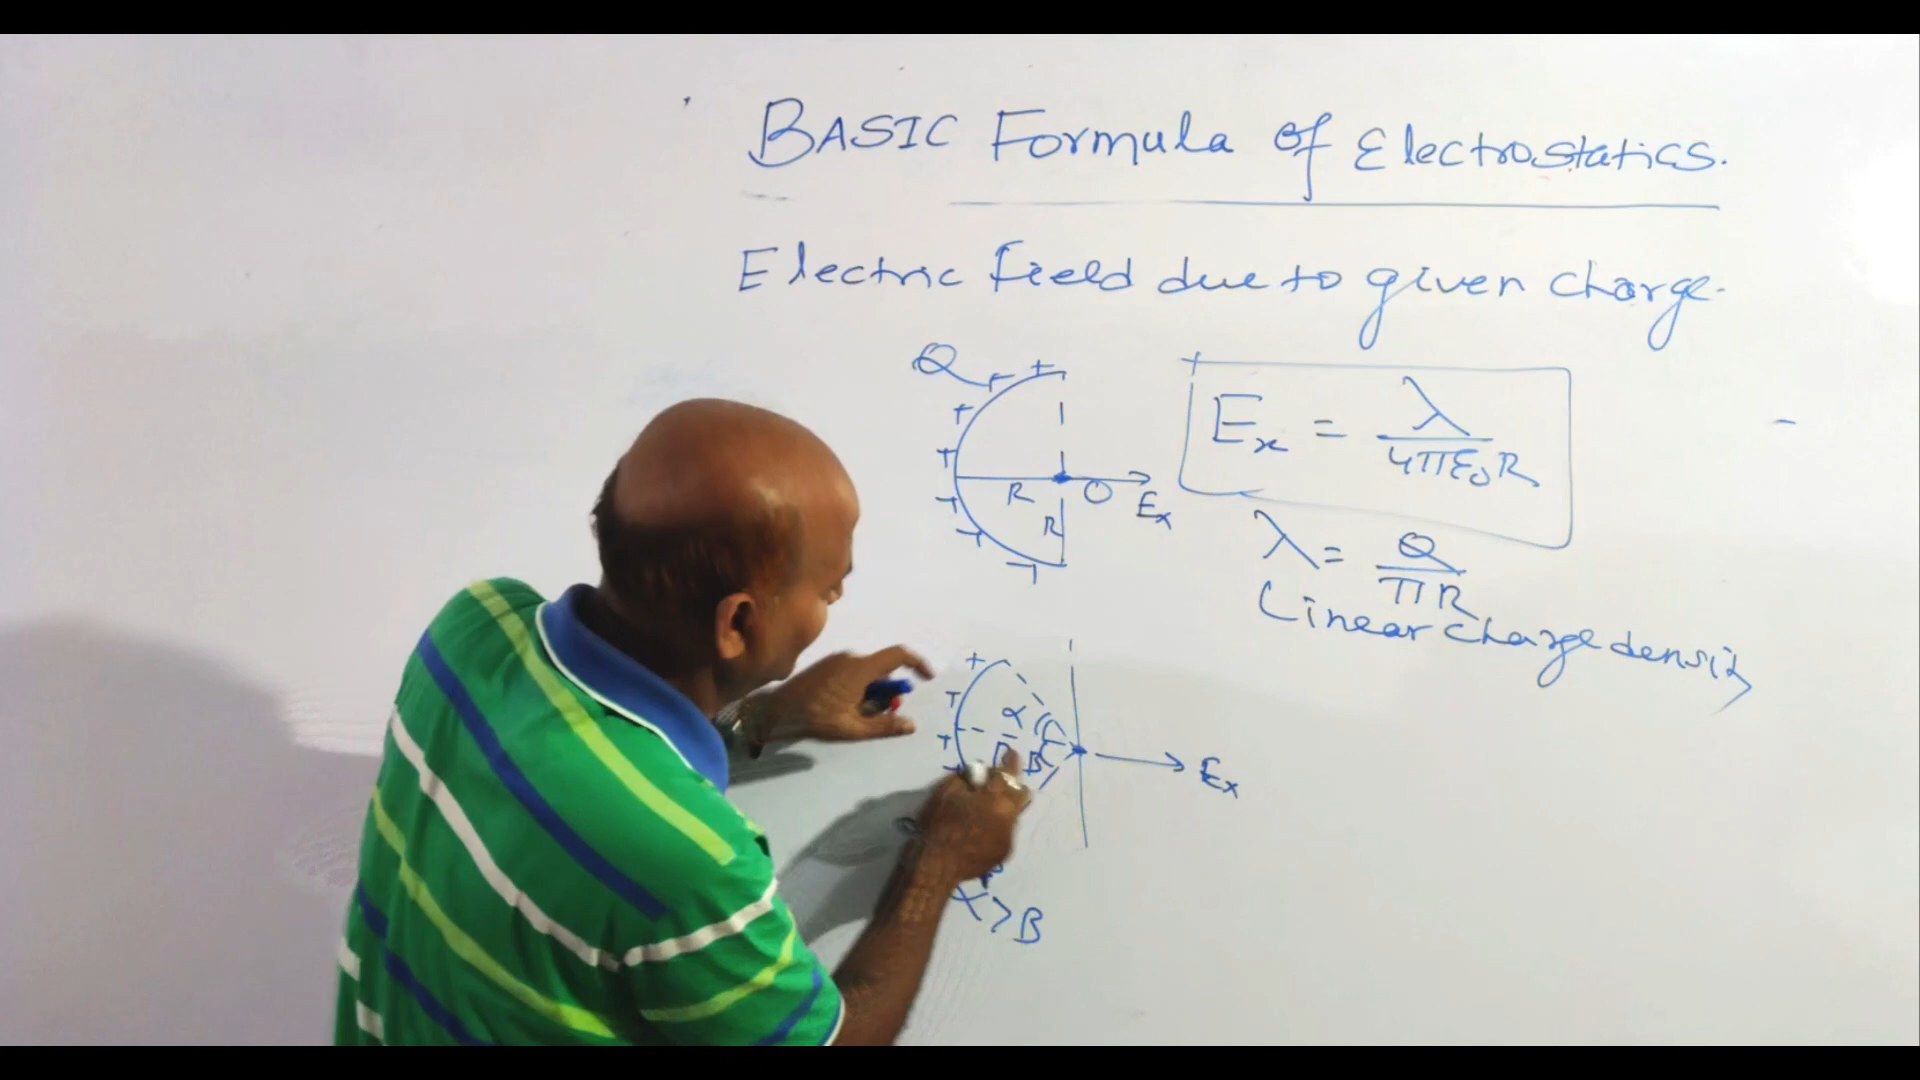 BASIC Formula of Electrostatics.
Electric field due to given charge.
Q
+ + + + + + + +
R O Ex
R
Ex = λ / 4πε0R
λ = Q / πR
Linear charge density
+ + + +
α
R B
Ex
α > B